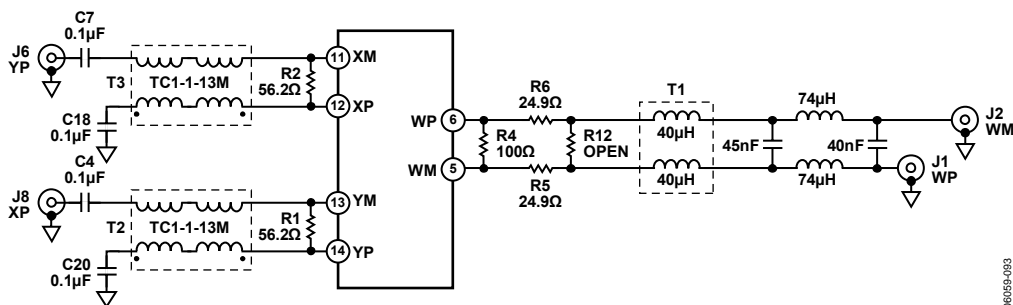 C7
0.1µF
J6
YP
T3
TC1-1-13M
R2
56.2Ω
11
XM
12
XP
C18
0.1µF
C4
0.1µF
J8
XP
T2
TC1-1-13M
R1
56.2Ω
13
YM
14
YP
C20
0.1µF
WP
6
WM
5
R4
100Ω
R6
24.9Ω
R12
OPEN
R5
24.9Ω
T1
40µH
40µH
74µH
45nF
40nF
74µH
J2
WM
J1
WP
06059-093